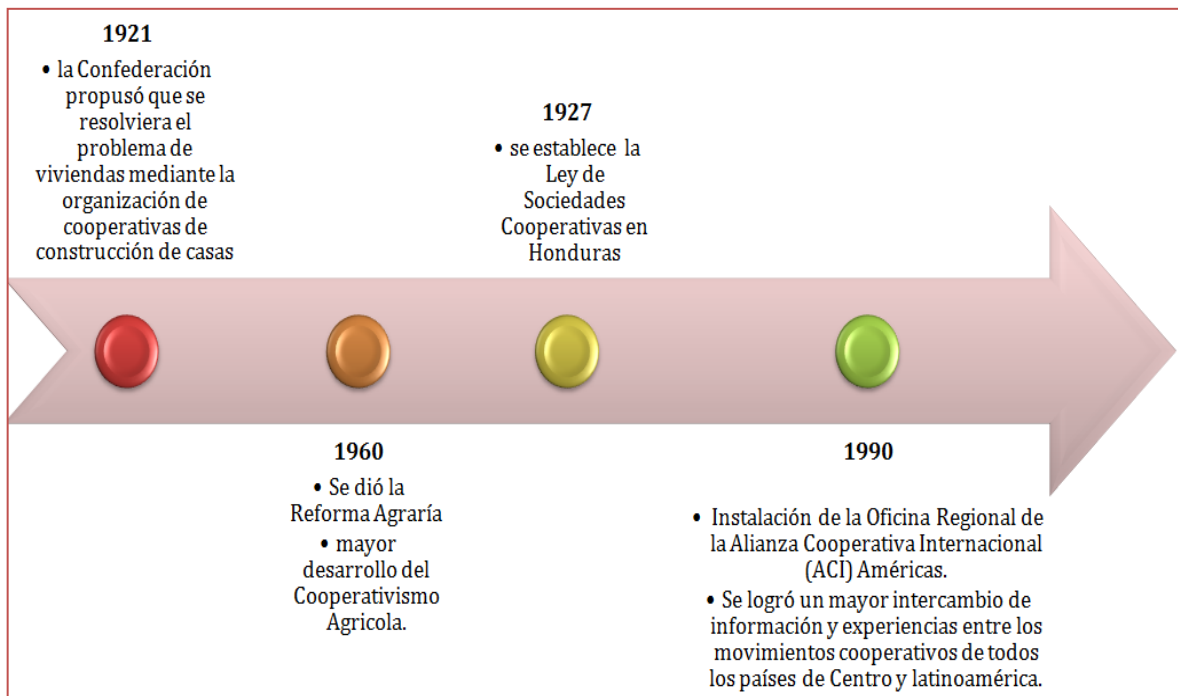 1921
• la Confederación
propusó que se
resolviera el
problema de
viviendas mediante la
organización de
cooperativas de
construcción de casas
1960
• Se dió la
Reforma Agraría
• mayor
desarrollo del
Cooperativismo
Agricola.
1927
• se establece la
Ley de
Sociedades
Cooperativas en
Honduras
1990
• Instalación de la Oficina Regional de
la Alianza Cooperativa Internacional
(ACI) Américas.
• Se logró un mayor intercambio de
información y experiencias entre los
movimientos cooperativos de todos
los países de Centro y latinoamérica.